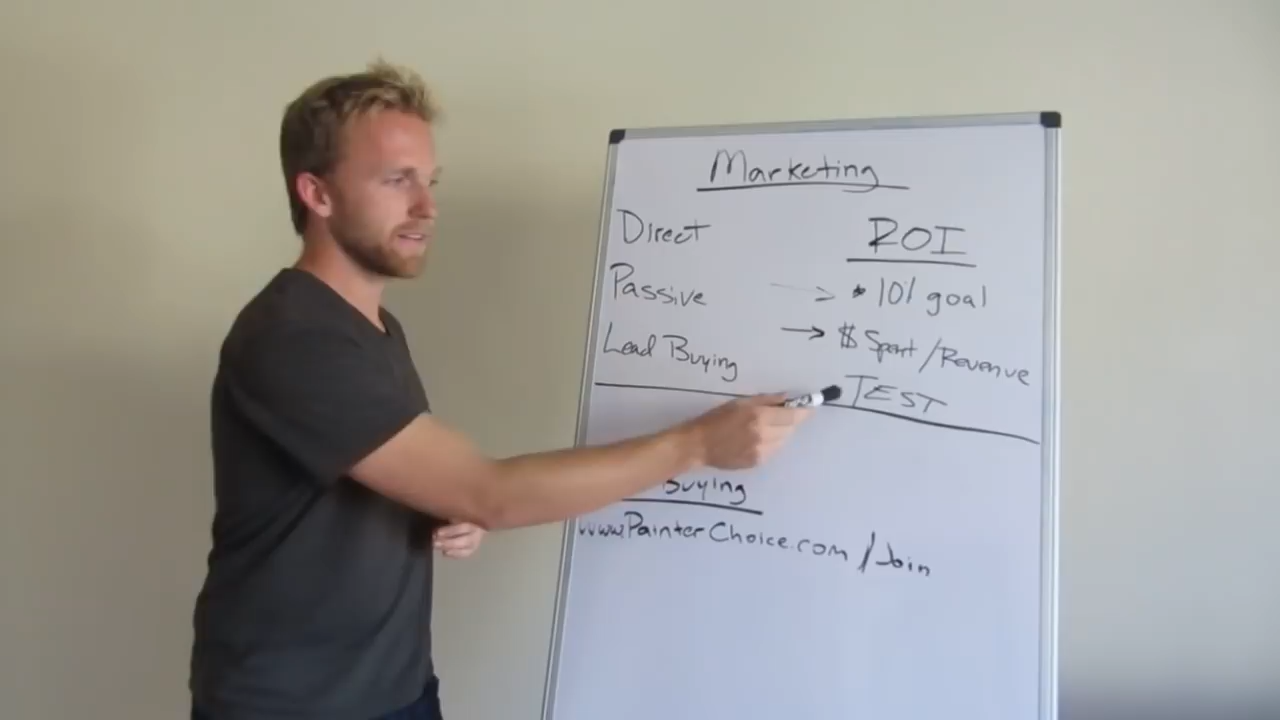 Marketing
Direct
Passive
Lead Buying
ROI
→ • 10% goal
→ $ Spent / Revenue
TEST
Buying
www.PainterChoice.com / Join